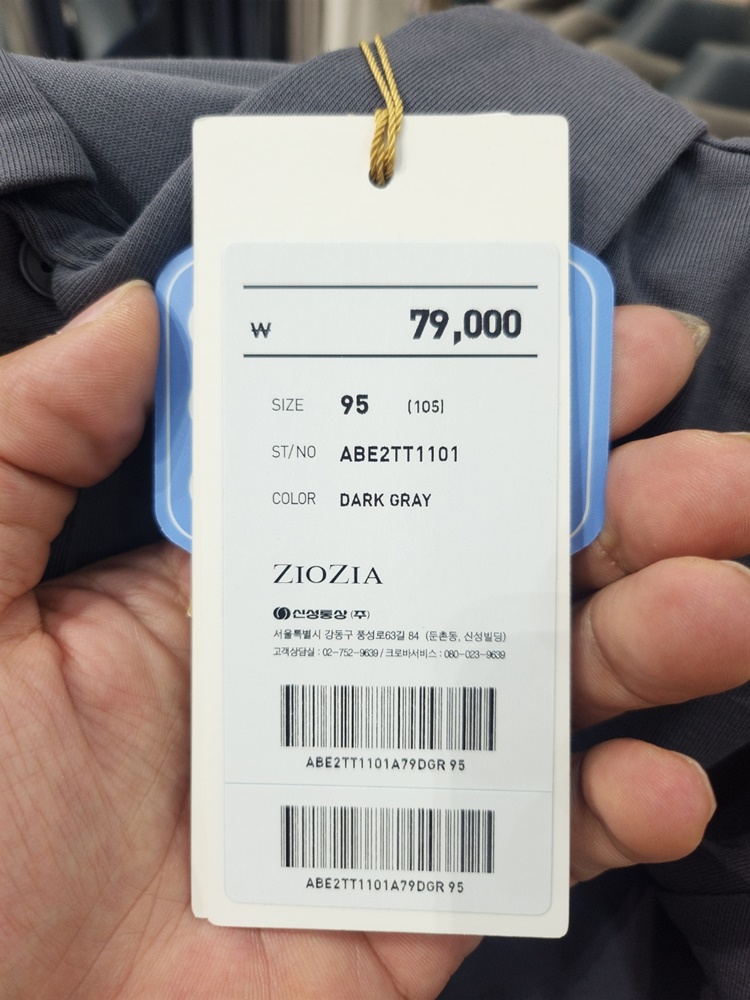 ₩ 79,000
SIZE 95 (105)
ST/NO ABE2TT1101
COLOR DARK GRAY
ZIOZIA
신성통상(주)
서울특별시 강동구 풍성로63길 84 (둔촌동, 신성빌딩)
고객상담실 : 02-752-9639 / 크로바서비스 : 080-023-9639
ABE2TT1101A79DGR 95
ABE2TT1101A79DGR 95